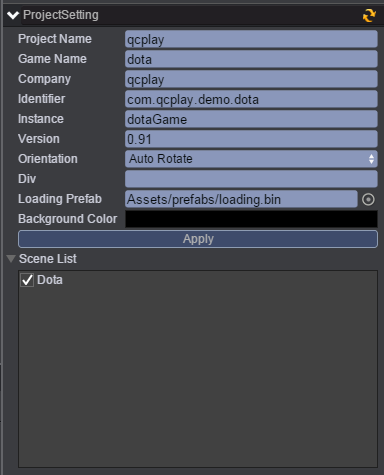 ProjectSetting
Project Name qcplay
Game Name dota
Company qcplay
Identifier com.qcplay.demo.dota
Instance dotaGame
Version 0.91
Orientation Auto Rotate
Div
Loading Prefab Assets/prefabs/loading.bin
Background Color
Apply
Scene List
Dota